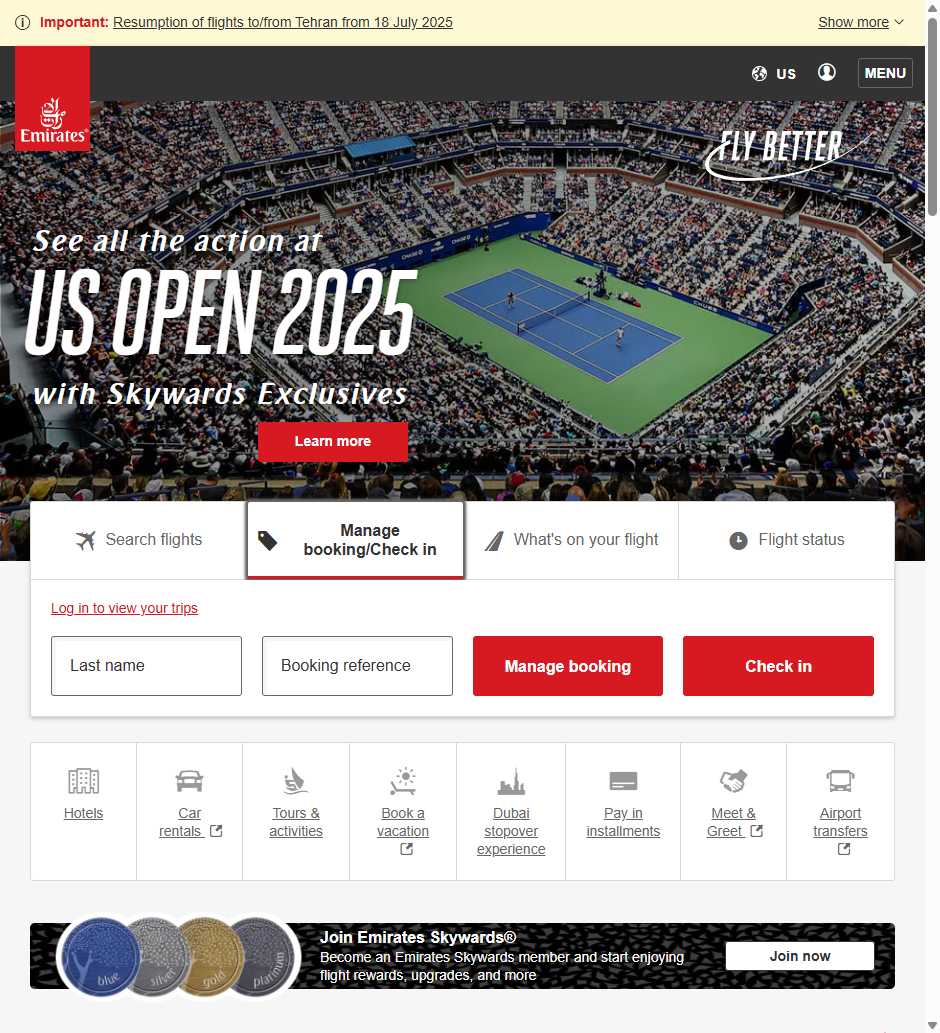 Important: Resumption of flights to/from Tehran from 18 July 2025
Show more
Emirates
US
MENU
FLY BETTER
See all the action at
US OPEN 2025
with Skywards Exclusives
Learn more
Search flights
Manage
booking/Check in
What's on your flight
Flight status
Log in to view your trips
Last name
Booking reference
Manage booking
Check in
Hotels
Car
rentals
Tours &
activities
Book a
vacation
Dubai
stopover
experience
Pay in
installments
Meet &
Greet
Airport
transfers
blue
silver
gold
platinum
Join Emirates Skywards®
Become an Emirates Skywards member and start enjoying
flight rewards, upgrades, and more
Join now